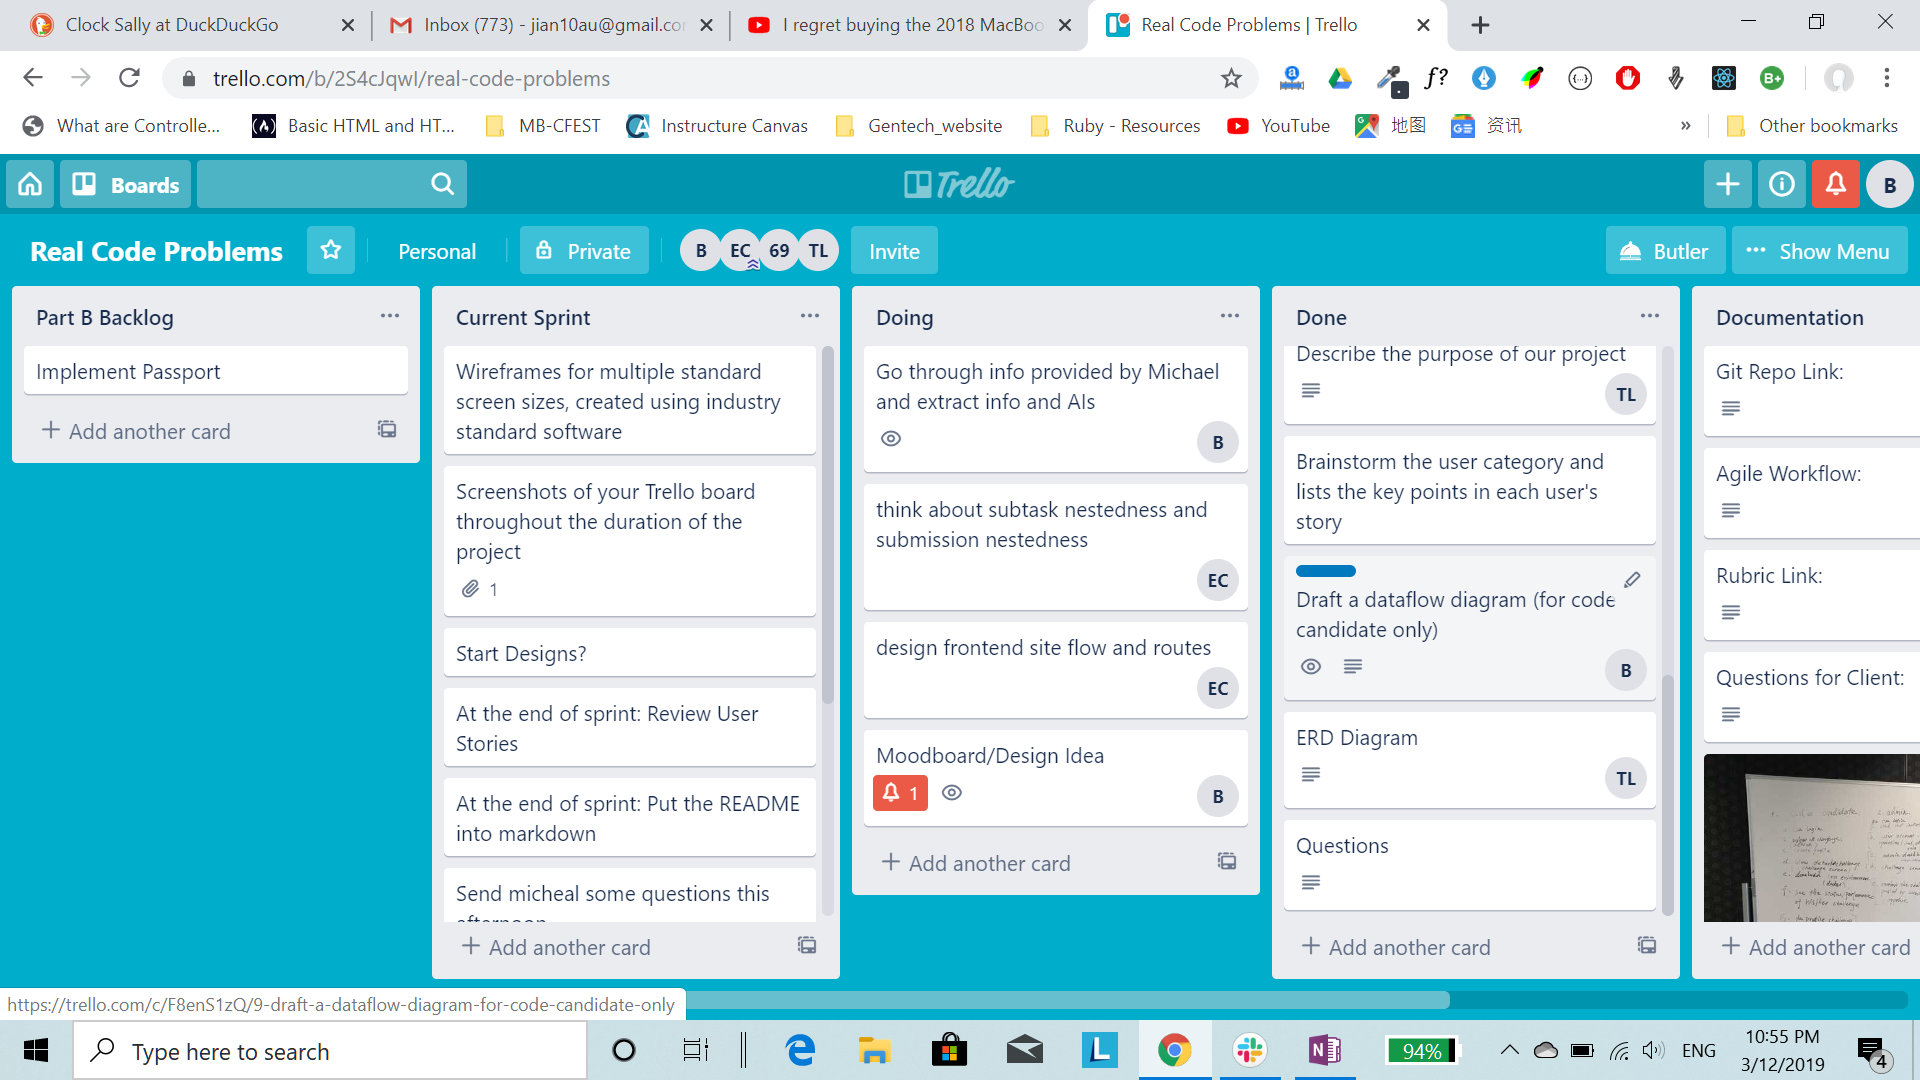 Clock Sally at DuckDuckGo
Inbox (773) - jian10au@gmail.co
I regret buying the 2018 MacBoo
Real Code Problems | Trello
trello.com/b/2S4cJqwI/real-code-problems
f?
B+
What are Controlle...
Basic HTML and HT...
MB-CFEST
Instructure Canvas
Gentech_website
Ruby - Resources
YouTube
地图
资讯
»
Other bookmarks
Boards
Trello
B
Real Code Problems
Personal
Private
B
EC
69
TL
Invite
Butler
Show Menu
Part B Backlog
Implement Passport
Add another card
Current Sprint
Wireframes for multiple standard
screen sizes, created using industry
standard software
Screenshots of your Trello board
throughout the duration of the
project
1
Start Designs?
At the end of sprint: Review User
Stories
At the end of sprint: Put the README
into markdown
Send micheal some questions this
afternoon
Add another card
Doing
Go through info provided by Michael
and extract info and AIs
B
think about subtask nestedness and
submission nestedness
EC
design frontend site flow and routes
EC
Moodboard/Design Idea
1
B
Add another card
Done
Describe the purpose of our project
TL
Brainstorm the user category and
lists the key points in each user's
story
Draft a dataflow diagram (for code
candidate only)
B
ERD Diagram
TL
Questions
Add another card
Documentation
Git Repo Link:
Agile Workflow:
Rubric Link:
Questions for Client:
Add another card
https://trello.com/c/F8enS1zQ/9-draft-a-dataflow-diagram-for-code-candidate-only
Type here to search
94%
ENG
10:55 PM
3/12/2019
4